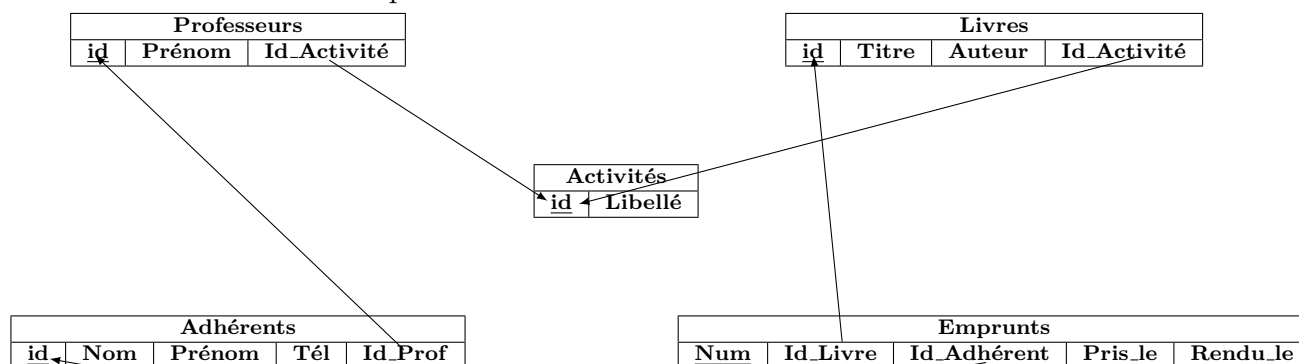 Professeurs
id Prénom Id_Activité
Livres
id Titre Auteur Id_Activité
Activités
id Libellé
Adhérents
id Nom Prénom Tél Id_Prof
Emprunts
Num Id_Livre Id_Adhérent Pris_le Rendu_le